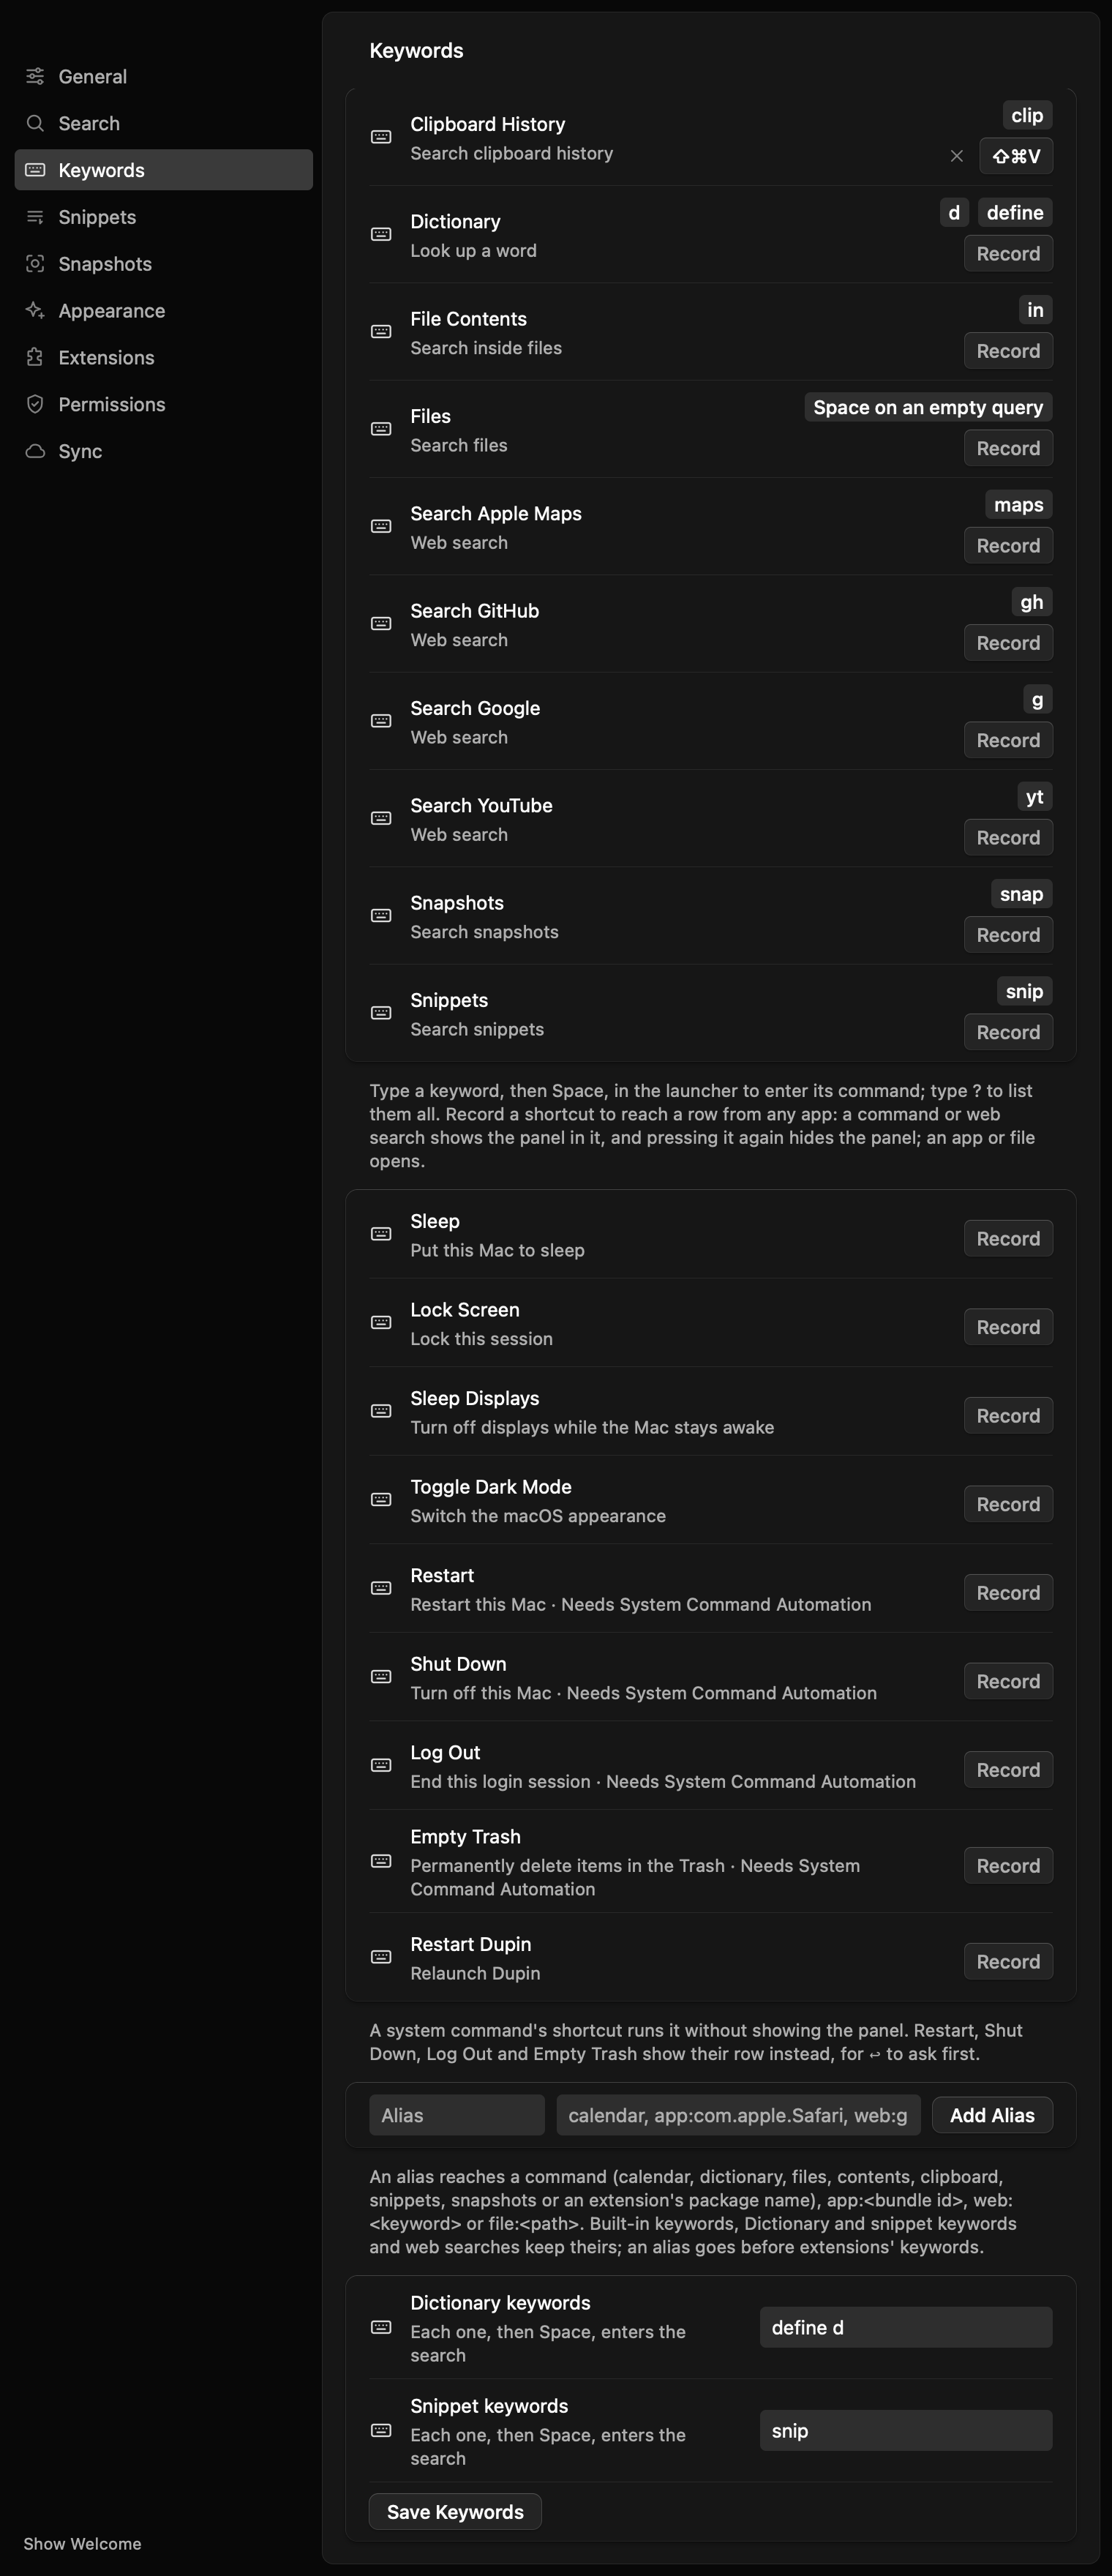 Keywords
General
Search
Keywords
Snippets
Snapshots
Appearance
Extensions
Permissions
Sync
Clipboard History
clip
Search clipboard history
⇧⌘V
Dictionary
d define
Look up a word
Record
File Contents
in
Search inside files
Record
Files
Space on an empty query
Search files
Record
Search Apple Maps
maps
Web search
Record
Search GitHub
gh
Web search
Record
Search Google
g
Web search
Record
Search YouTube
yt
Web search
Record
Snapshots
snap
Search snapshots
Record
Snippets
snip
Search snippets
Record
Type a keyword, then Space, in the launcher to enter its command; type ? to list
them all. Record a shortcut to reach a row from any app: a command or web
search shows the panel in it, and pressing it again hides the panel; an app or file
opens.
Sleep
Put this Mac to sleep
Record
Lock Screen
Lock this session
Record
Sleep Displays
Turn off displays while the Mac stays awake
Record
Toggle Dark Mode
Switch the macOS appearance
Record
Restart
Restart this Mac · Needs System Command Automation
Record
Shut Down
Turn off this Mac · Needs System Command Automation
Record
Log Out
End this login session · Needs System Command Automation
Record
Empty Trash
Permanently delete items in the Trash · Needs System
Command Automation
Record
Restart Dupin
Relaunch Dupin
Record
A system command's shortcut runs it without showing the panel. Restart, Shut
Down, Log Out and Empty Trash show their row instead, for ↩ to ask first.
Alias
calendar, app:com.apple.Safari, web:g
Add Alias
An alias reaches a command (calendar, dictionary, files, contents, clipboard,
snippets, snapshots or an extension's package name), app:<bundle id>, web:
<keyword> or file:<path>. Built-in keywords, Dictionary and snippet keywords
and web searches keep theirs; an alias goes before extensions' keywords.
Dictionary keywords
Each one, then Space, enters the
search
define d
Snippet keywords
Each one, then Space, enters the
search
snip
Save Keywords
Show Welcome